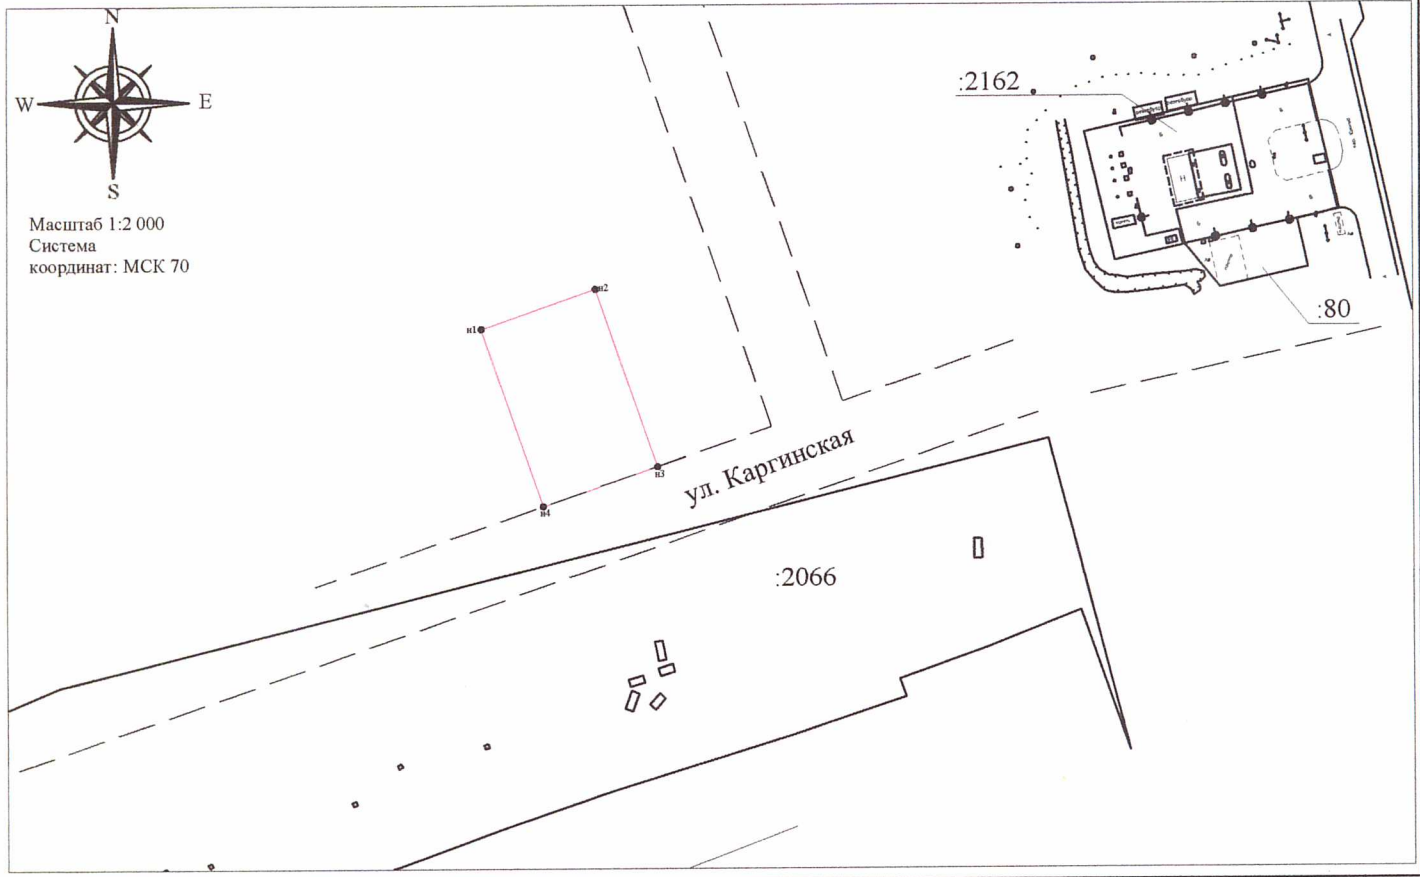 N
W
E
S
Масштаб 1:2 000
Система
координат: МСК 70
:2162
:80
н1
н2
н3
н4
ул. Каргинская
:2066
Н